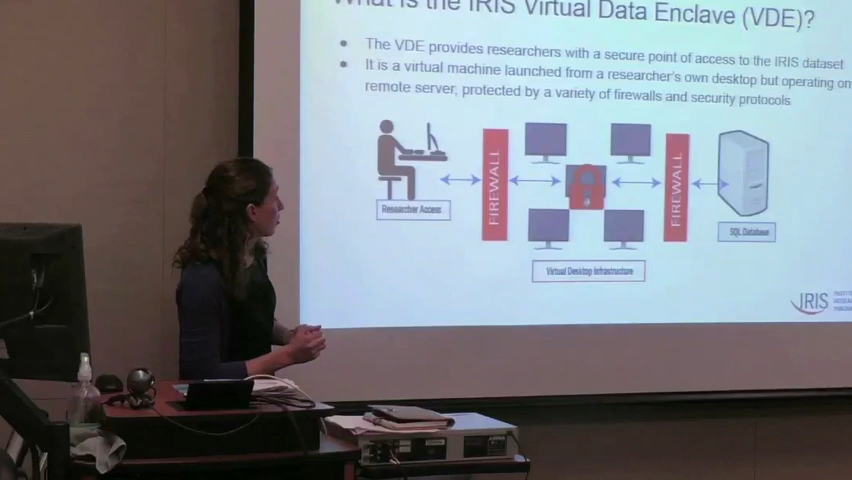 What is the IRIS Virtual Data Enclave (VDE)?
The VDE provides researchers with a secure point of access to the IRIS dataset
It is a virtual machine launched from a researcher's own desktop but operating on
remote server, protected by a variety of firewalls and security protocols
FIREWALL
FIREWALL
Researcher Access
SQL Database
Virtual Desktop Infrastructure
IRIS